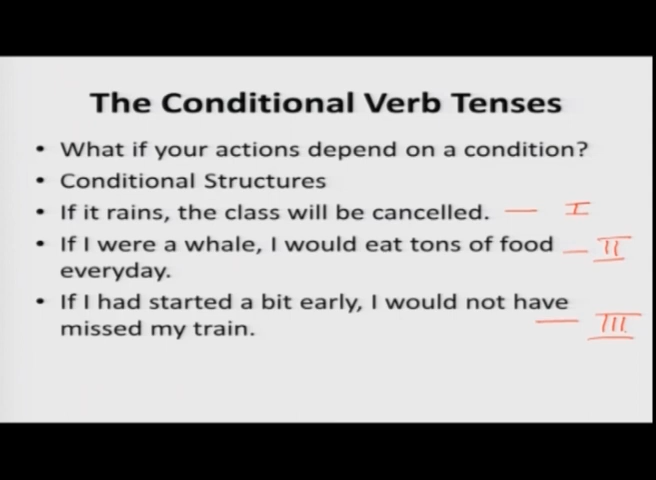 The Conditional Verb Tenses
• What if your actions depend on a condition?
• Conditional Structures
• If it rains, the class will be cancelled. — I
• If I were a whale, I would eat tons of food — II
everyday.
• If I had started a bit early, I would not have
missed my train. — III